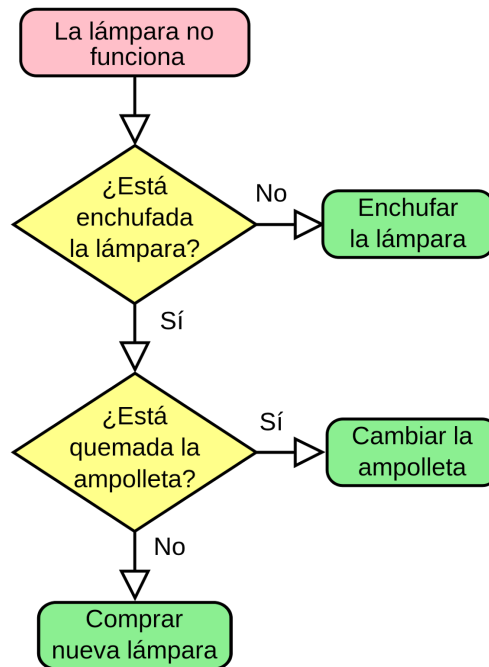 La lámpara no
funciona
¿Está
enchufada
la lámpara?
No
Enchufar
la lámpara
Sí
¿Está
quemada la
ampolleta?
Sí
Cambiar la
ampolleta
No
Comprar
nueva lámpara